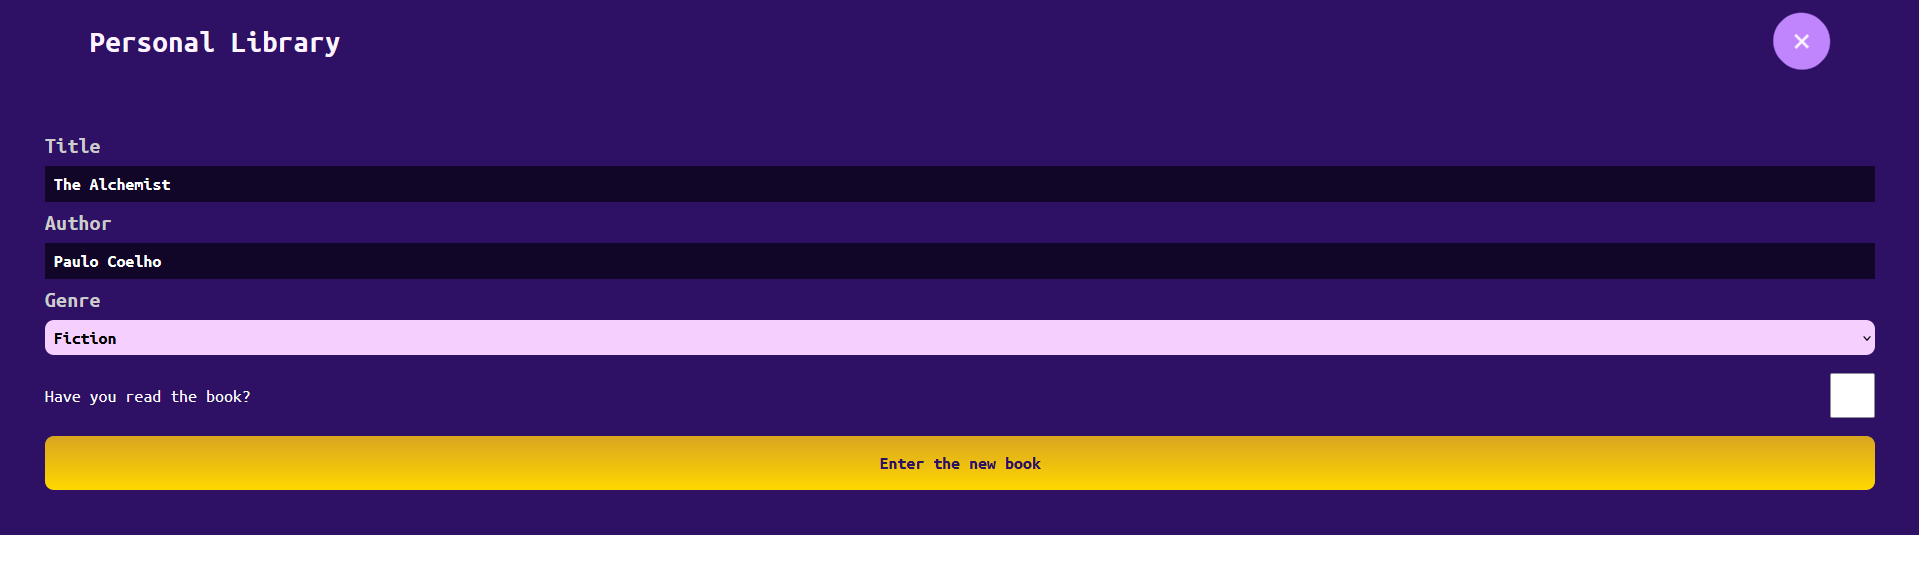 Personal Library
Title
The Alchemist
Author
Paulo Coelho
Genre
Fiction
Have you read the book?
Enter the new book